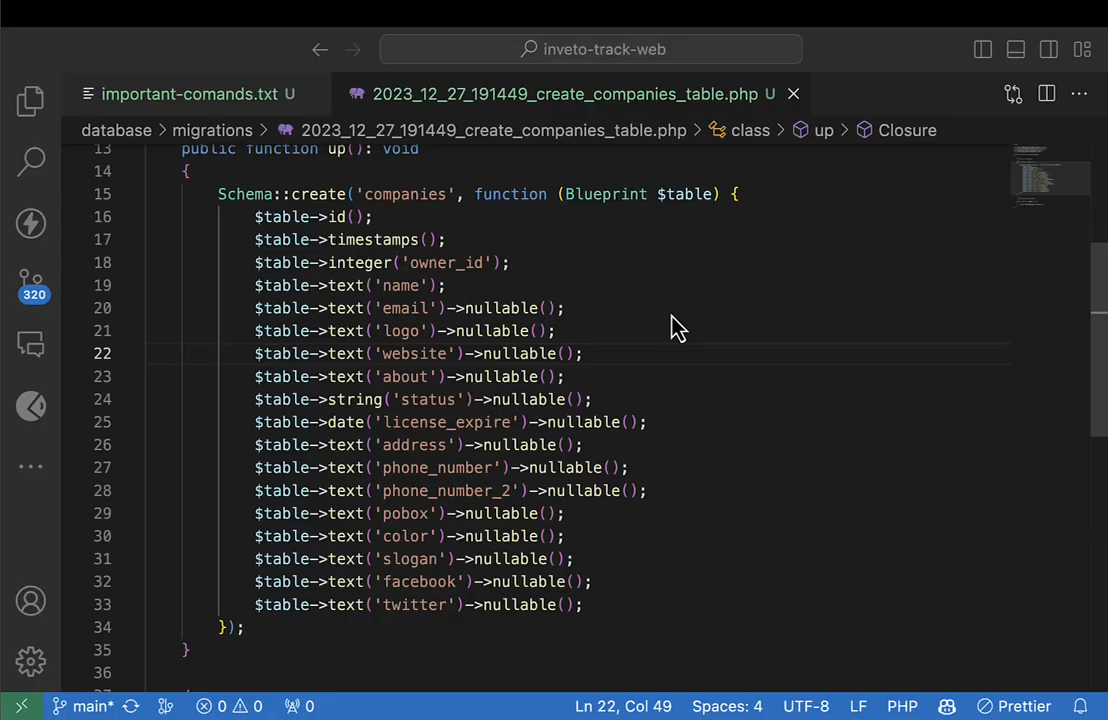 inveto-track-web
important-comands.txt U
2023_12_27_191449_create_companies_table.php U
database > migrations > 2023_12_27_191449_create_companies_table.php > class > up > Closure
13 public function up(): void
14 {
15 Schema::create('companies', function (Blueprint $table) {
16 $table->id();
17 $table->timestamps();
18 $table->integer('owner_id');
19 $table->text('name');
20 $table->text('email')->nullable();
21 $table->text('logo')->nullable();
22 $table->text('website')->nullable();
23 $table->text('about')->nullable();
24 $table->string('status')->nullable();
25 $table->date('license_expire')->nullable();
26 $table->text('address')->nullable();
27 $table->text('phone_number')->nullable();
28 $table->text('phone_number_2')->nullable();
29 $table->text('pobox')->nullable();
30 $table->text('color')->nullable();
31 $table->text('slogan')->nullable();
32 $table->text('facebook')->nullable();
33 $table->text('twitter')->nullable();
34 });
35 }
36
320
main* 0 0 0 Ln 22, Col 49 Spaces: 4 UTF-8 LF PHP Prettier